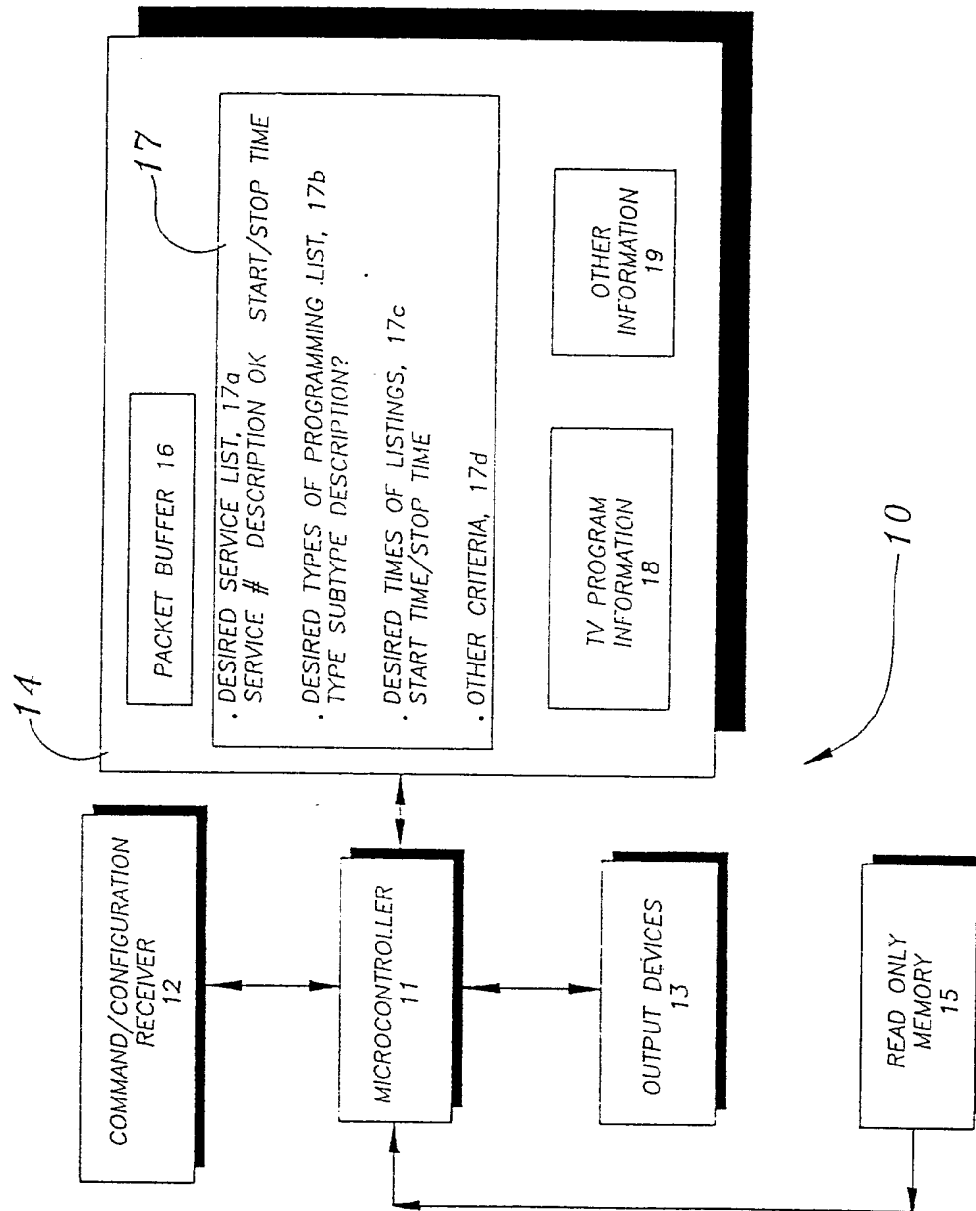 14
PACKET BUFFER 16
17
· DESIRED SERVICE LIST, 17a
SERVICE # DESCRIPTION OK START/STOP TIME
· DESIRED TYPES OF PROGRAMMING LIST, 17b
TYPE SUBTYPE DESCRIPTION?
· DESIRED TIMES OF LISTINGS, 17c
START TIME/STOP TIME
· OTHER CRITERIA, 17d
TV PROGRAM
INFORMATION
18
OTHER
INFORMATION
19
COMMAND/CONFIGURATION
RECEIVER
12
MICROCONTROLLER
11
OUTPUT DEVICES
13
READ ONLY
MEMORY
15
10